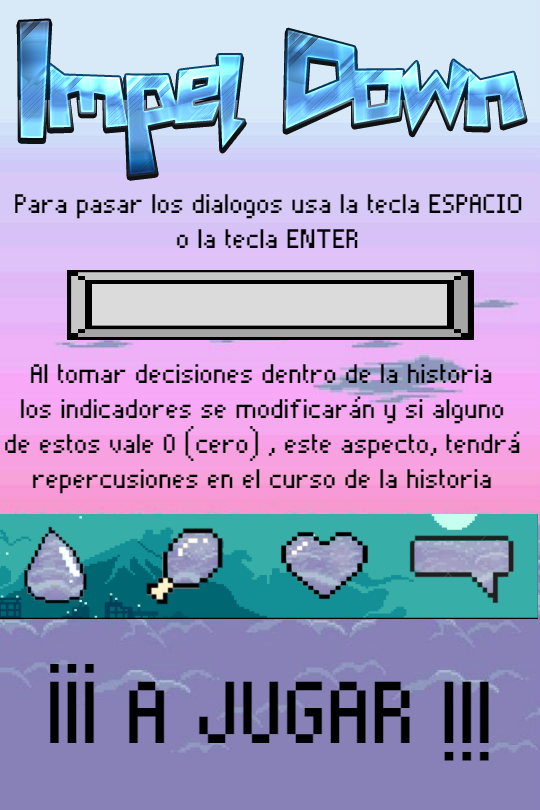 Impel Down
Para pasar los dialogos usa la tecla ESPACIO
o la tecla ENTER
Al tomar decisiones dentro de la historia
los indicadores se modificarán y si alguno
de estos vale 0 (cero) , este aspecto, tendrá
repercusiones en el curso de la historia
¡¡¡ A JUGAR !!!